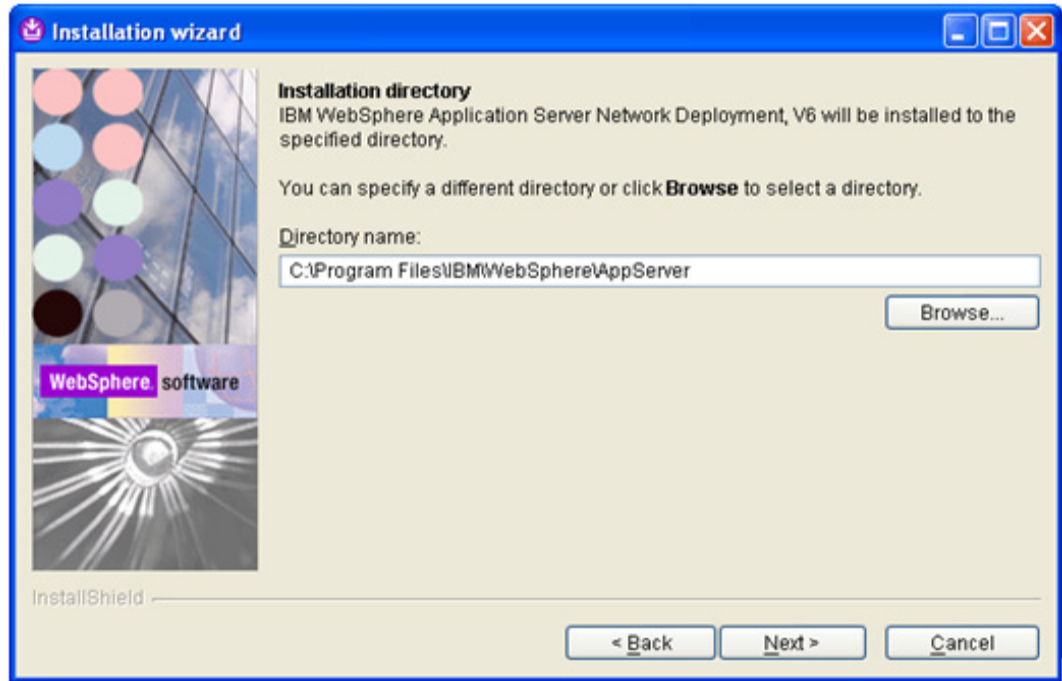 Installation wizard
Installation directory
IBM WebSphere Application Server Network Deployment, V6 will be installed to the
specified directory.
You can specify a different directory or click Browse to select a directory.
Directory name:
C:\Program Files\IBM\WebSphere\AppServer
Browse...
WebSphere. software
InstallShield
< Back
Next >
Cancel